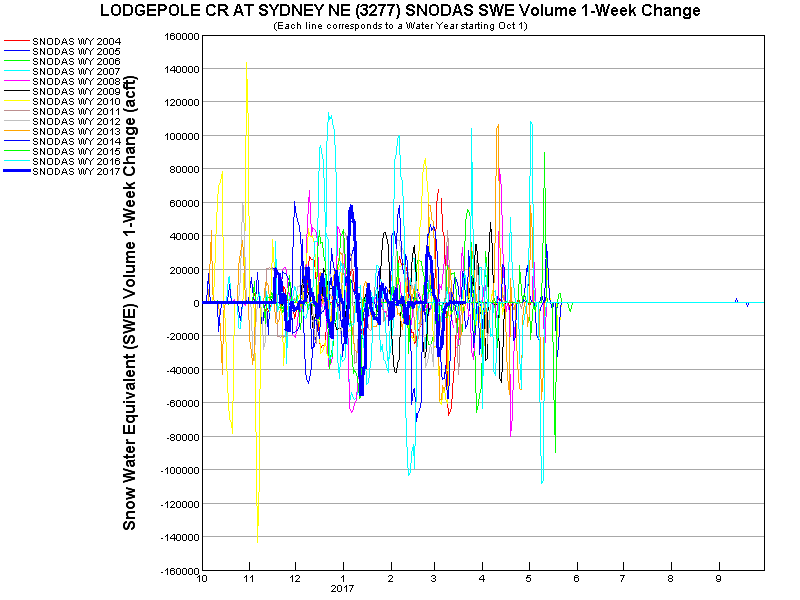 LODGEPOLE CR AT SYDNEY NE (3277) SNODAS SWE Volume 1-Week Change
(Each line corresponds to a Water Year starting Oct 1)
SNODAS WY 2004
SNODAS WY 2005
SNODAS WY 2006
SNODAS WY 2007
SNODAS WY 2008
SNODAS WY 2009
SNODAS WY 2010
SNODAS WY 2011
SNODAS WY 2012
SNODAS WY 2013
SNODAS WY 2014
SNODAS WY 2015
SNODAS WY 2016
SNODAS WY 2017
Snow Water Equivalent (SWE) Volume 1-Week Change (acft)
160000
140000
120000
100000
80000
60000
40000
20000
0
-20000
-40000
-60000
-80000
-100000
-120000
-140000
-160000
10 11 12 1 2 3 4 5 6 7 8 9
2017